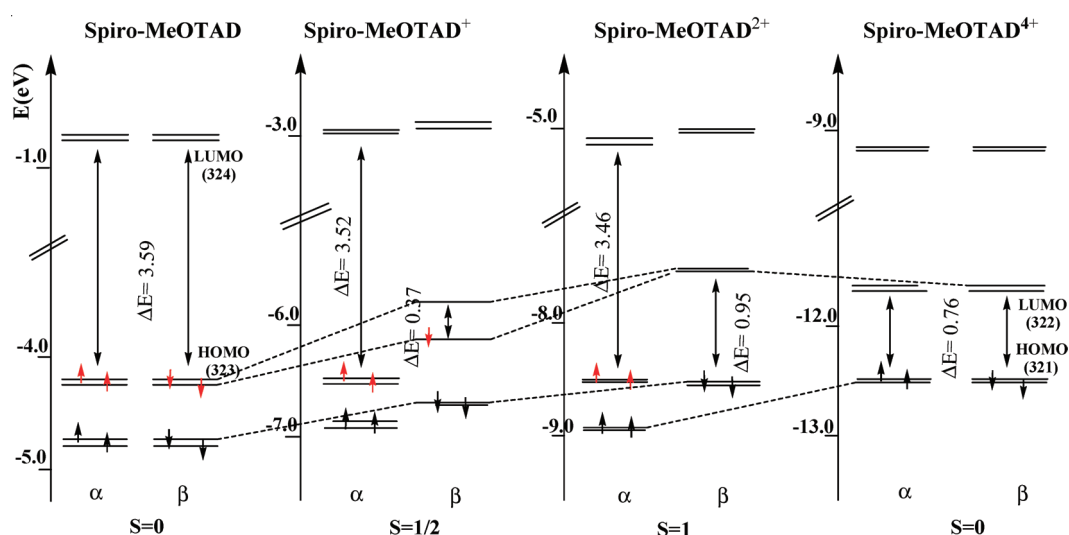 Spiro-MeOTAD
Spiro-MeOTAD⁺
Spiro-MeOTAD²⁺
Spiro-MeOTAD⁴⁺
E(eV)
-1.0
-4.0
-5.0
LUMO
(324)
ΔE= 3.59
HOMO
(323)
α
β
S=0
-3.0
-6.0
-7.0
ΔE= 3.52
ΔE= 0.37
α
β
S=1/2
-5.0
-8.0
-9.0
ΔE= 3.46
ΔE= 0.95
α
β
S=1
-9.0
-12.0
-13.0
ΔE= 0.76
LUMO
(322)
HOMO
(321)
α
β
S=0